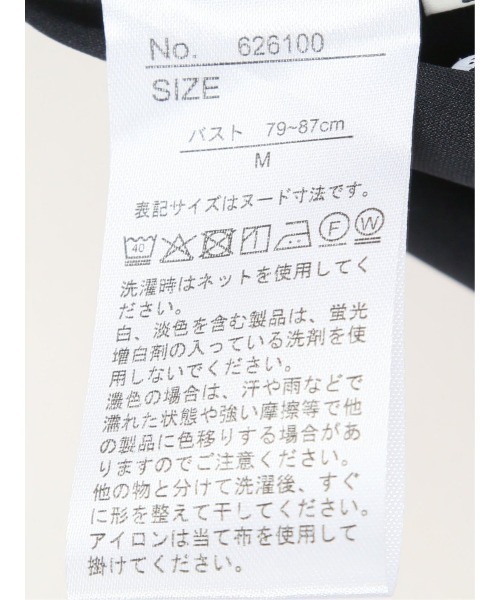 No. 626100
SIZE
バスト 79~87cm
M
表記サイズはヌード寸法です。
40 F W
洗濯時はネットを使用してく
ださい。
白、淡色を含む製品は、蛍光
増白剤の入っている洗剤を使
用しないでください。
濃色の場合は、汗や雨などで
濡れた状態や強い摩擦等で他
の製品に色移りする場合があ
りますのでご注意ください。
他の物と分けて洗濯後、すぐ
に形を整えて干してください。
アイロンは当て布を使用して
掛けてください。